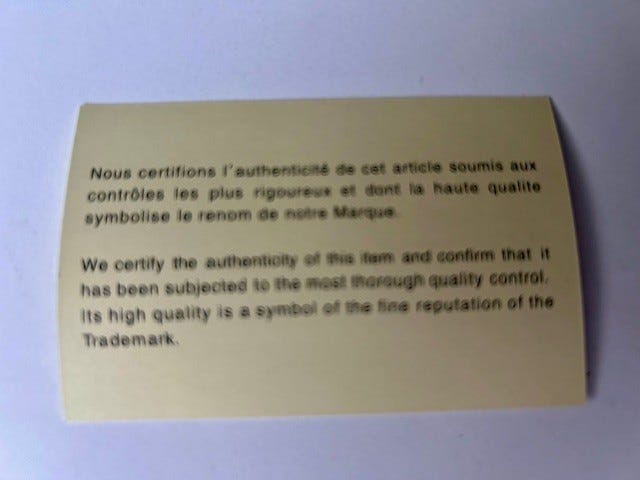 Nous certifions l'authenticité de cet article soumis aux
contrôles les plus rigoureux et dont la haute qualite
symbolise le renom de notre Marque.
We certify the authenticity of this item and confirm that it
has been subjected to the most thorough quality control.
Its high quality is a symbol of the fine reputation of the
Trademark.